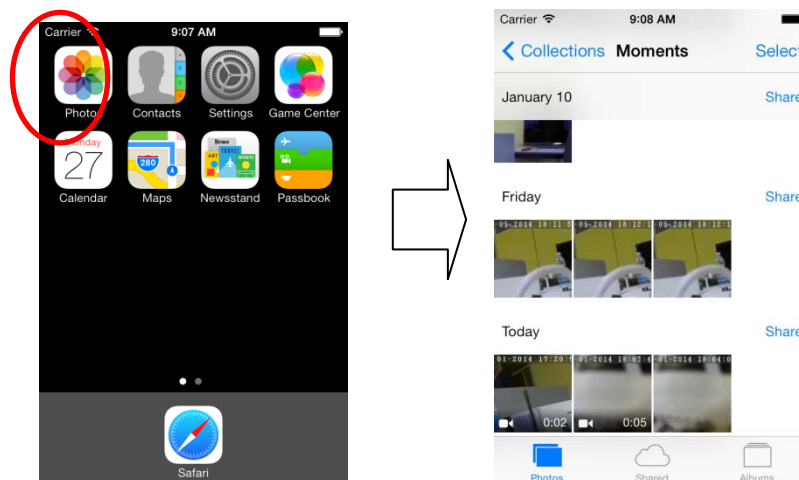 Carrier 9:07 AM
Photos Contacts Settings Game Center
Monday
27
280
Calendar Maps Newsstand Passbook
Safari
Carrier 9:08 AM
Collections Moments Select
January 10 Share
Friday Share
Today Share
0:02 0:05
Photos Shared Albums